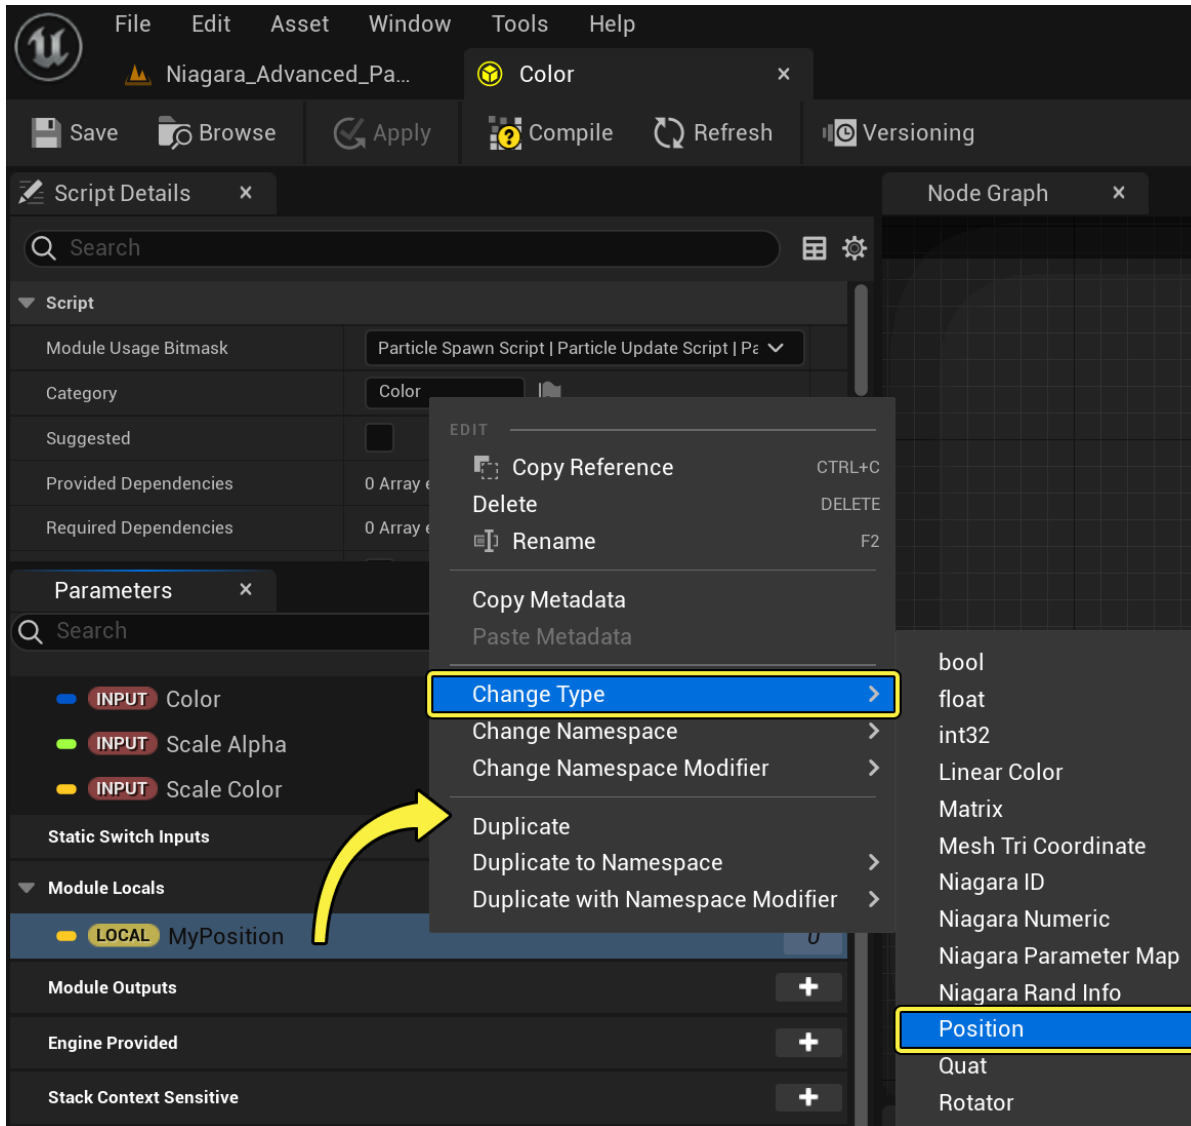 File Edit Asset Window Tools Help
Niagara_Advanced_Pa... Color
Save Browse Apply Compile Refresh Versioning
Script Details Node Graph
Search
Script
Module Usage Bitmask Particle Spawn Script | Particle Update Script | Pa
Category Color
Suggested
Provided Dependencies 0 Array e
Required Dependencies 0 Array e
EDIT
Copy Reference CTRL+C
Delete DELETE
Rename F2
Copy Metadata
Paste Metadata
Change Type
Change Namespace
Change Namespace Modifier
Duplicate
Duplicate to Namespace
Duplicate with Namespace Modifier
bool
float
int32
Linear Color
Matrix
Mesh Tri Coordinate
Niagara ID
Niagara Numeric
Niagara Parameter Map
Niagara Rand Info
Position
Quat
Rotator
Parameters
Search
INPUT Color
INPUT Scale Alpha
INPUT Scale Color
Static Switch Inputs
Module Locals
LOCAL MyPosition 0
Module Outputs
Engine Provided
Stack Context Sensitive